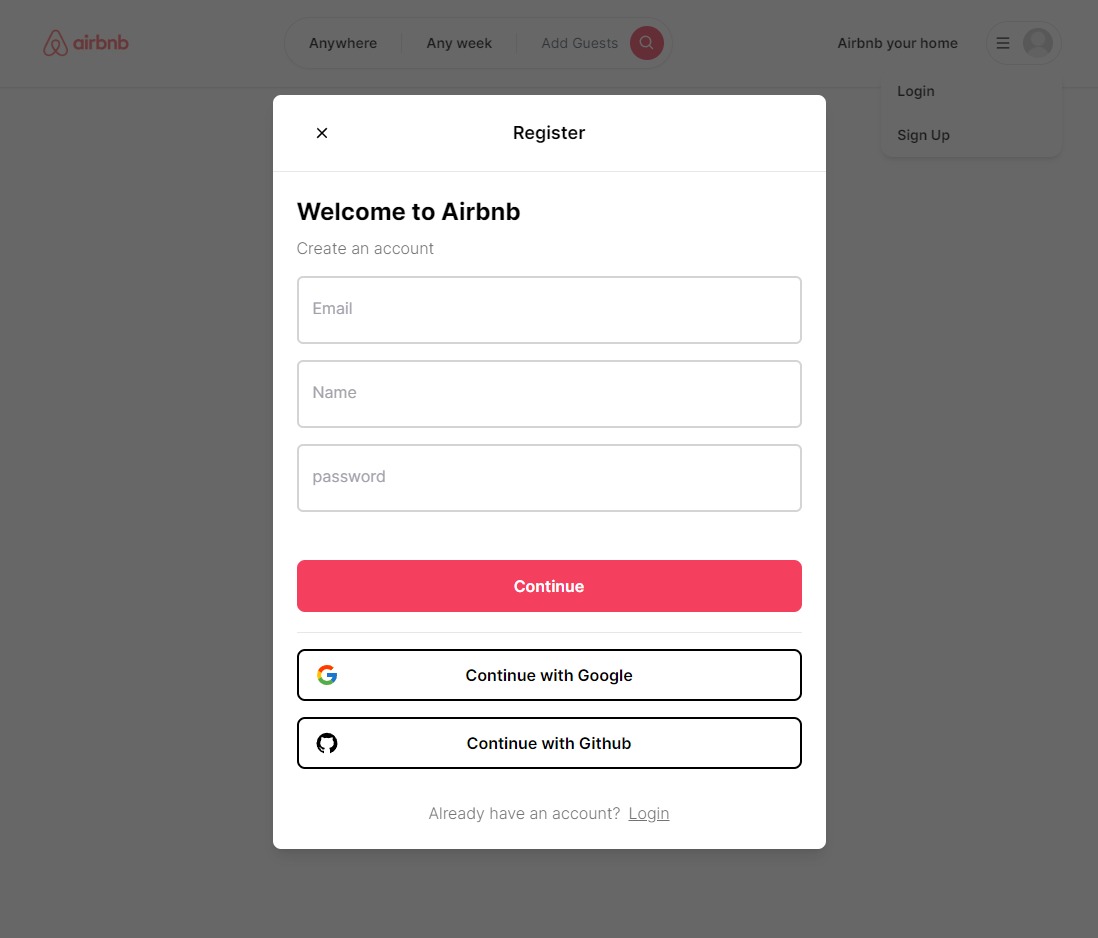 airbnb
Anywhere
Any week
Add Guests
Airbnb your home
Login
Sign Up
Register
Welcome to Airbnb
Create an account
Email
Name
password
Continue
Continue with Google
Continue with Github
Already have an account? Login